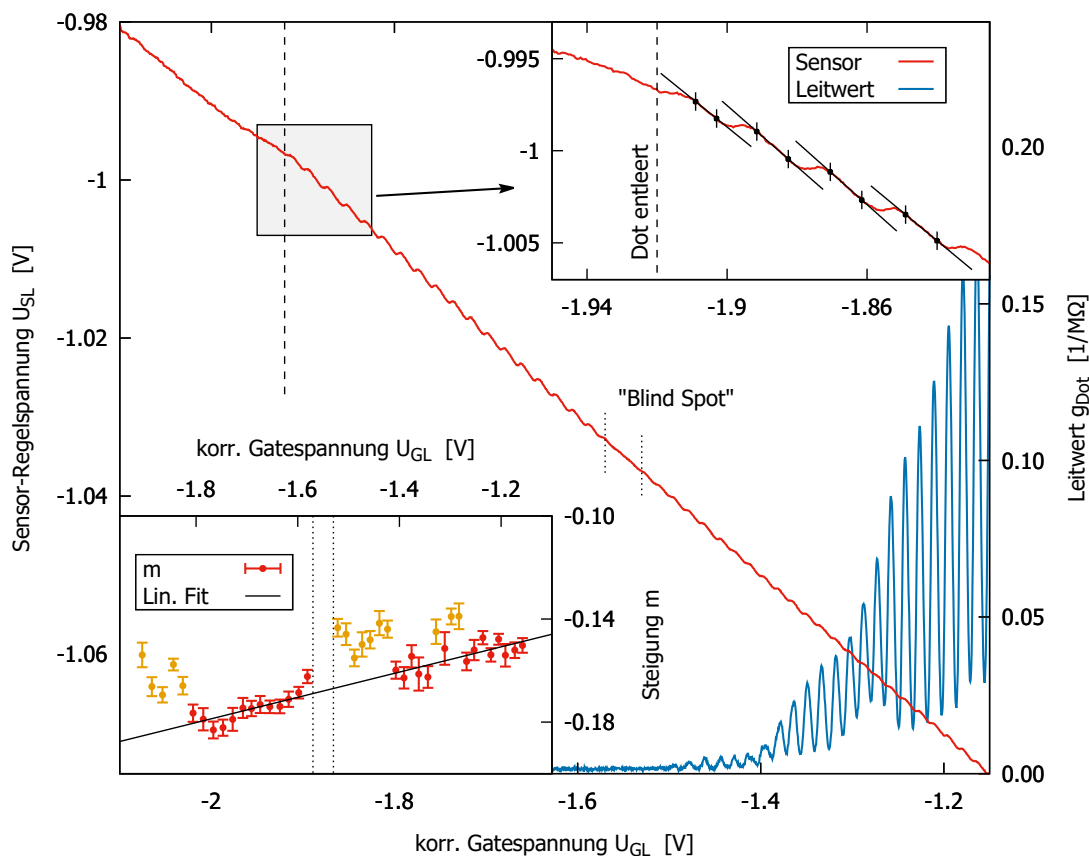 -0.98
-1
-1.02
-1.04
-1.06
Sensor-Regelspannung U_SL [V]
-2
-1.8
-1.6
-1.4
-1.2
korr. Gatespannung U_GL [V]
0.00
0.05
0.10
0.15
0.20
Leitwert g_Dot [1/MΩ]
-0.995
-1
-1.005
-1.94
-1.9
-1.86
Sensor
Leitwert
Dot entleert
"Blind Spot"
korr. Gatespannung U_GL [V]
-1.8
-1.6
-1.4
-1.2
-0.10
-0.14
-0.18
Steigung m
m
Lin. Fit